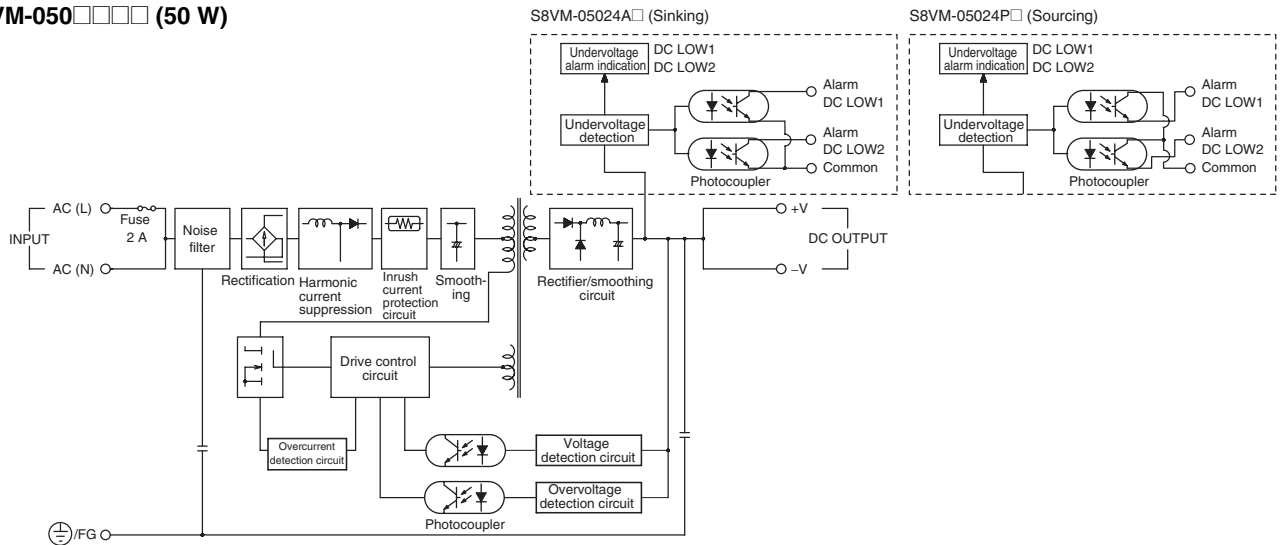 VM-050□□□□ (50 W)
S8VM-05024A□ (Sinking)
Undervoltage
alarm indication
DC LOW1
DC LOW2
Alarm
DC LOW1
Undervoltage
detection
Alarm
DC LOW2
Common
Photocoupler
S8VM-05024P□ (Sourcing)
Undervoltage
alarm indication
DC LOW1
DC LOW2
Alarm
DC LOW1
Undervoltage
detection
Alarm
DC LOW2
Common
Photocoupler
INPUT
AC (L)
Fuse
2 A
AC (N)
Noise
filter
Rectification
Harmonic
current
suppression
Inrush
current
protection
circuit
Smooth-
ing
Rectifier/smoothing
circuit
+V
DC OUTPUT
–V
Drive control
circuit
Overcurrent
detection circuit
Voltage
detection circuit
Overvoltage
detection circuit
Photocoupler
/FG